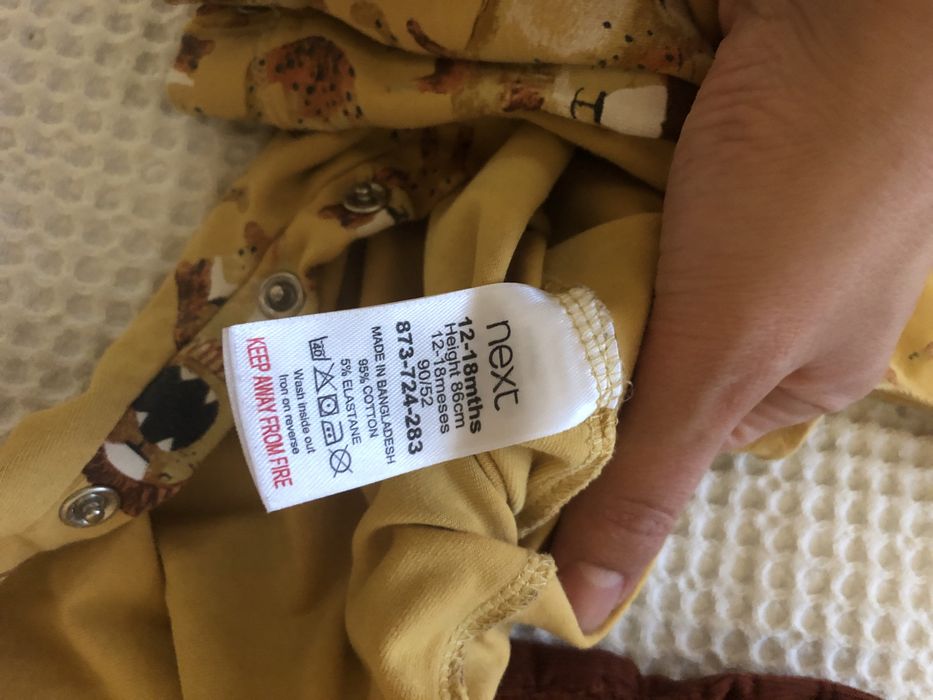 next
12-18mths
Height 86cm
12-18meses
90/52
873-724-283
MADE IN BANGLADESH
95% COTTON
5% ELASTANE
40
Wash inside out
Iron on reverse
KEEP AWAY FROM FIRE